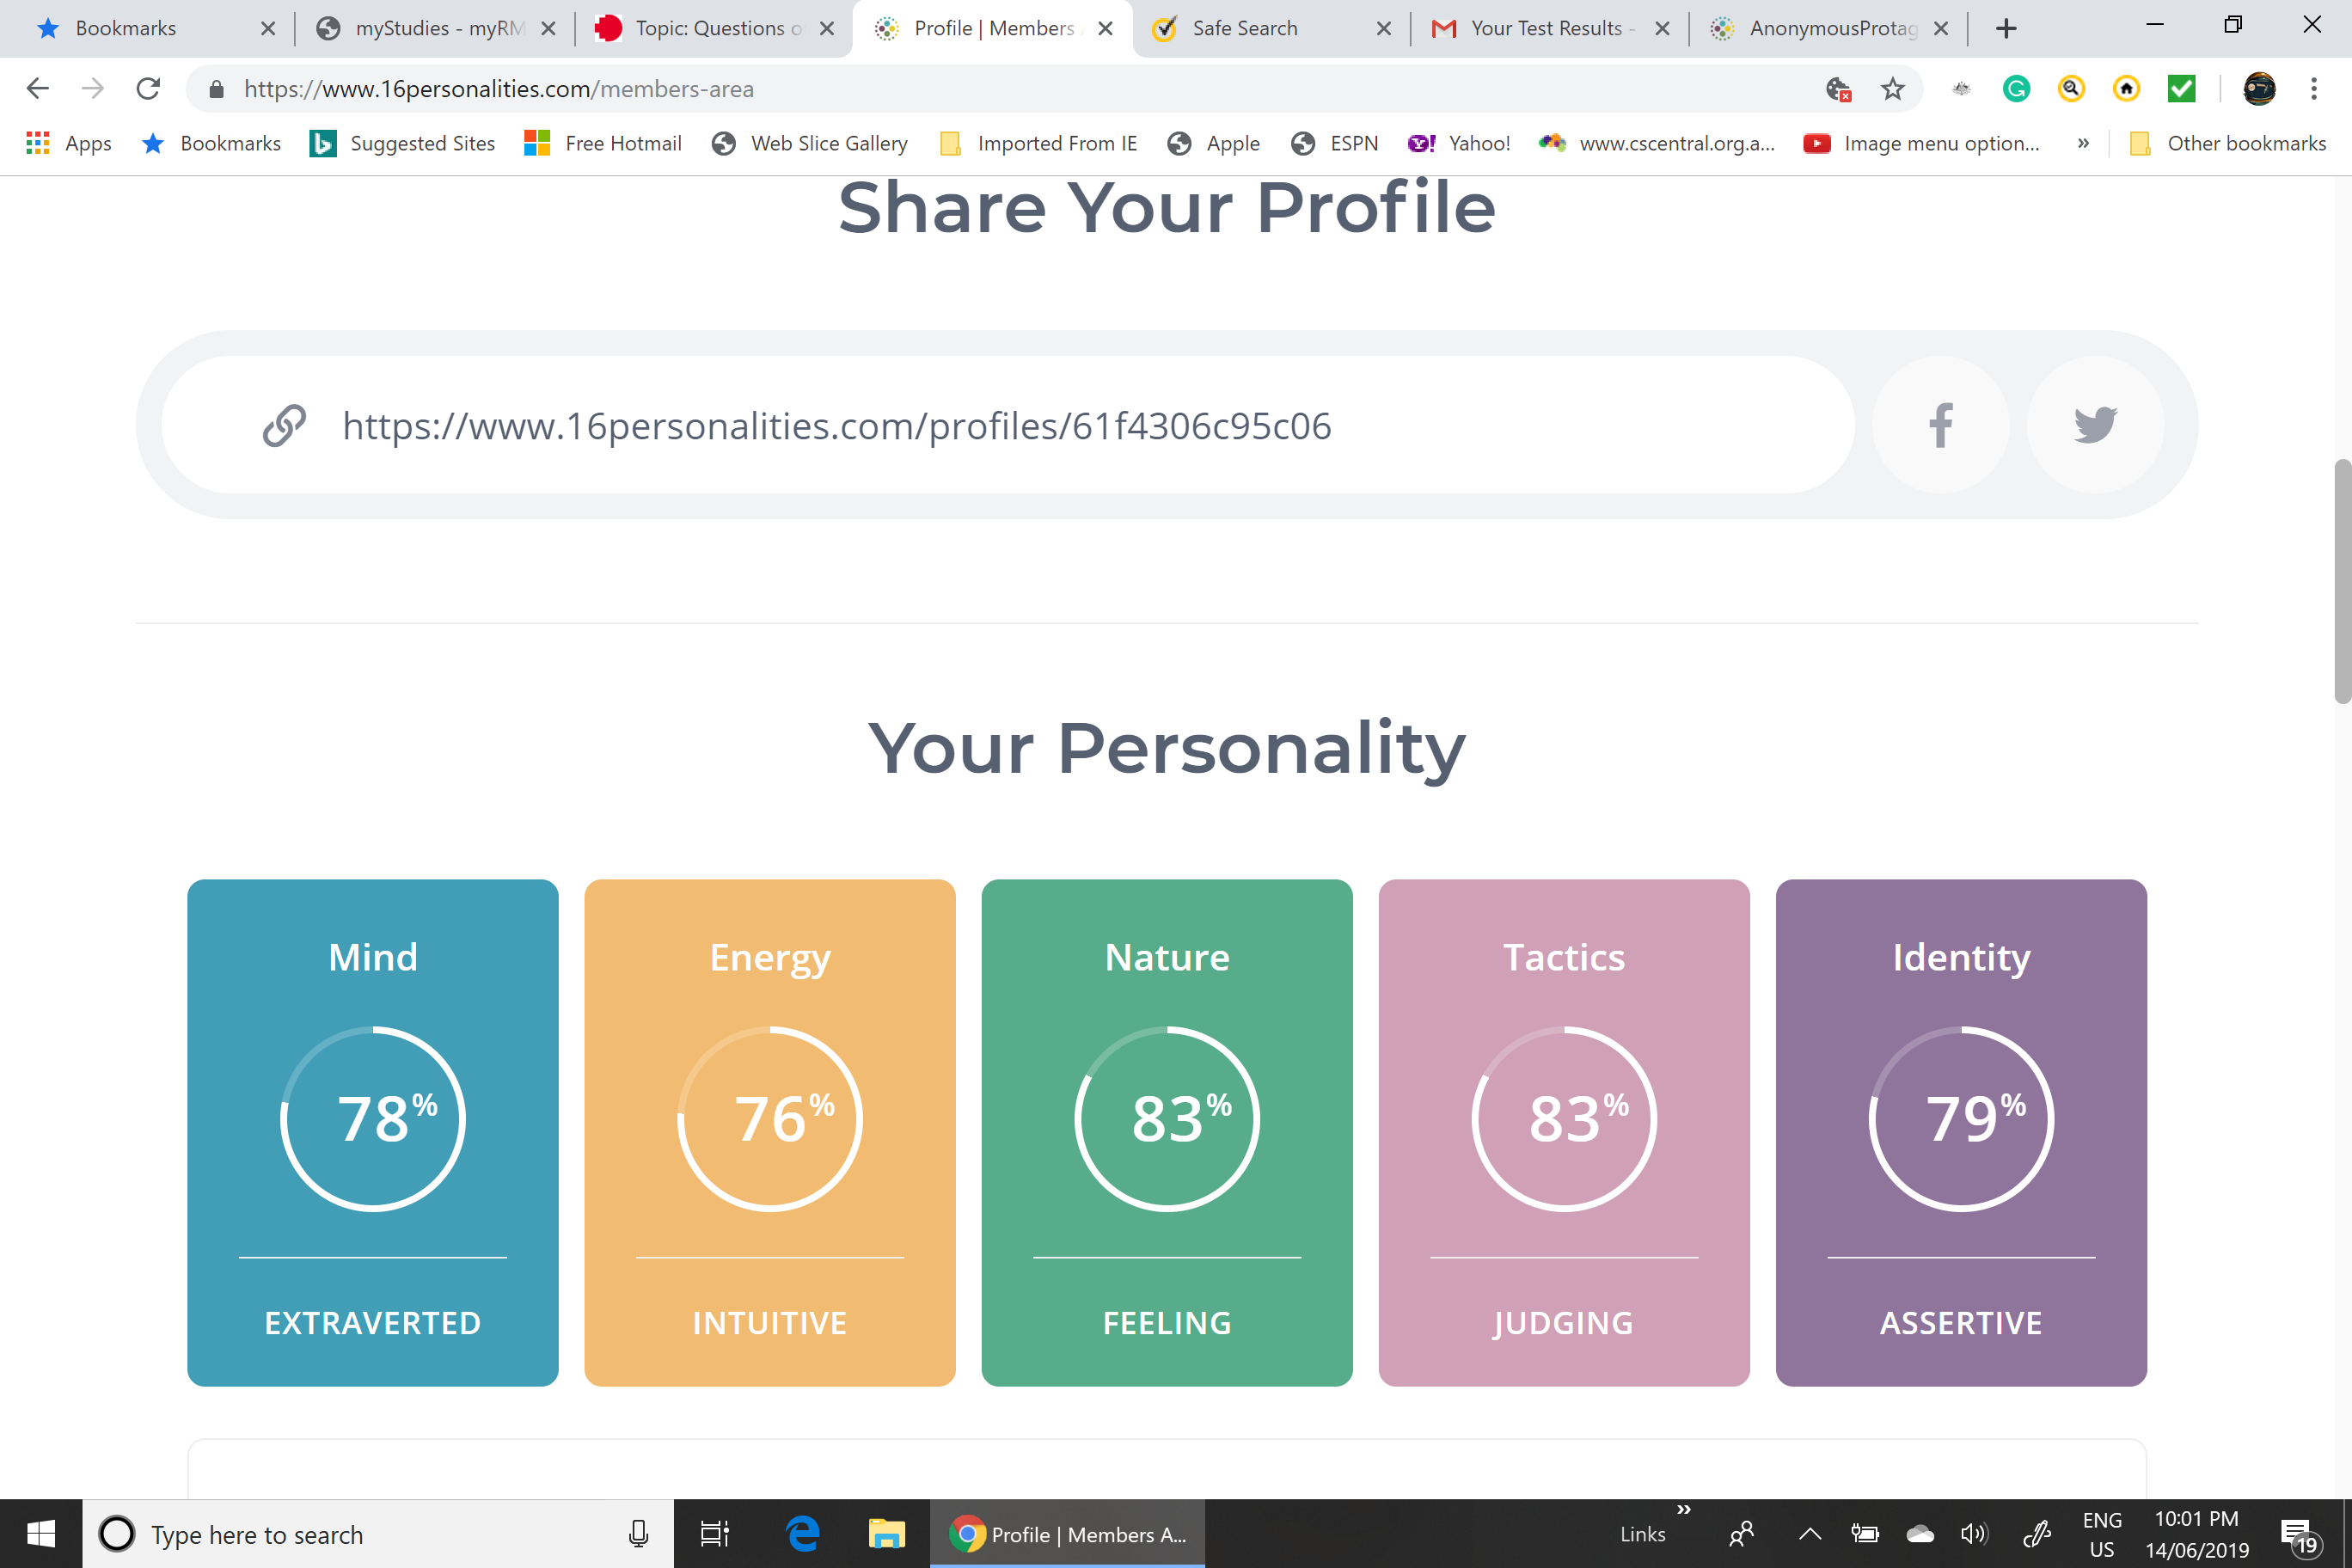 Bookmarks
myStudies - myRM
Topic: Questions o
Profile | Members
Safe Search
Your Test Results -
AnonymousProtag
https://www.16personalities.com/members-area
Apps
Bookmarks
Suggested Sites
Free Hotmail
Web Slice Gallery
Imported From IE
Apple
ESPN
Yahoo!
www.cscentral.org.a...
Image menu option...
»
Other bookmarks
Share Your Profile
https://www.16personalities.com/profiles/61f4306c95c06
Your Personality
Mind
78%
EXTRAVERTED
Energy
76%
INTUITIVE
Nature
83%
FEELING
Tactics
83%
JUDGING
Identity
79%
ASSERTIVE
Type here to search
Profile | Members A...
Links
»
ENG
US
10:01 PM
14/06/2019
19